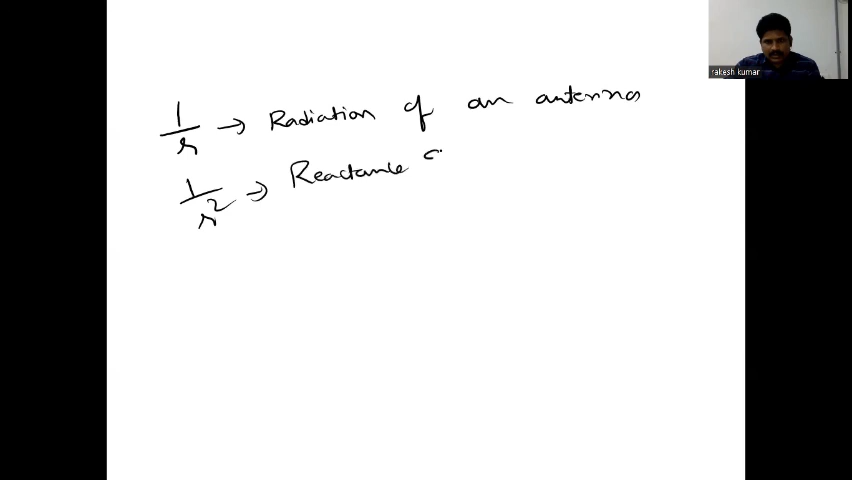 rakesh kumar
1/r → Radiation of an antenna
1/r² → Reactance